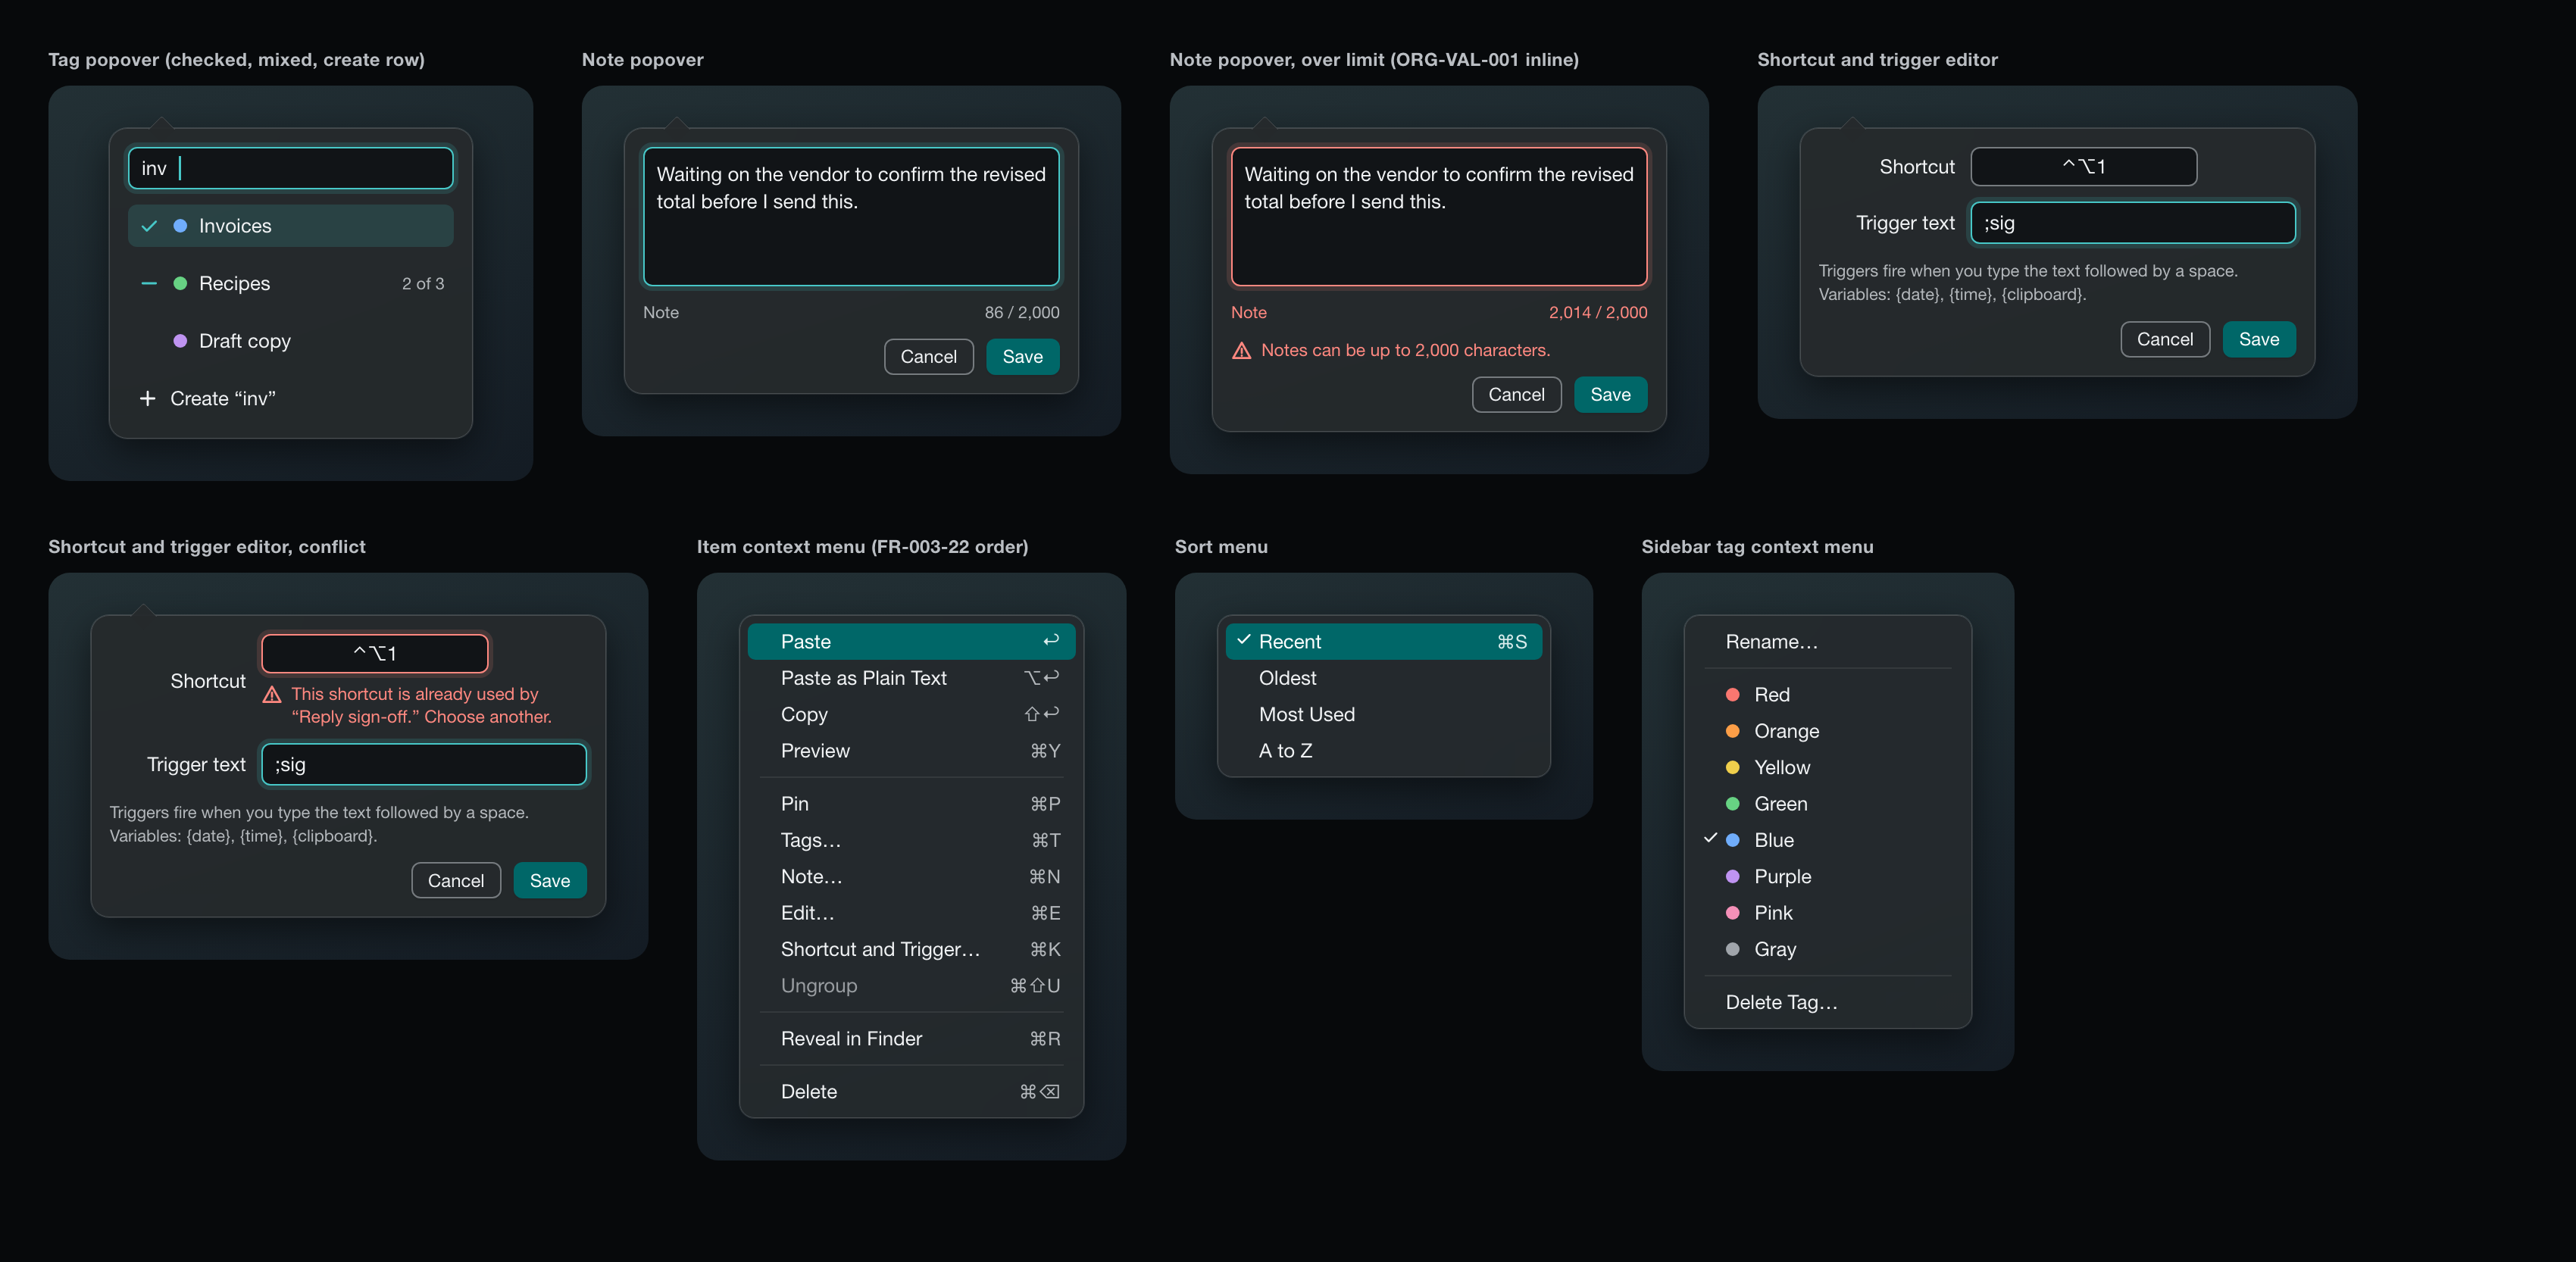 Tag popover (checked, mixed, create row)
inv
Invoices
Recipes 2 of 3
Draft copy
Create “inv”
Note popover
Waiting on the vendor to confirm the revised
total before I send this.
Note 86 / 2,000
Cancel Save
Note popover, over limit (ORG-VAL-001 inline)
Waiting on the vendor to confirm the revised
total before I send this.
Note 2,014 / 2,000
Notes can be up to 2,000 characters.
Cancel Save
Shortcut and trigger editor
Shortcut ^⌥1
Trigger text ;sig
Triggers fire when you type the text followed by a space.
Variables: {date}, {time}, {clipboard}.
Cancel Save
Shortcut and trigger editor, conflict
Shortcut ^⌥1
This shortcut is already used by
“Reply sign-off.” Choose another.
Trigger text ;sig
Triggers fire when you type the text followed by a space.
Variables: {date}, {time}, {clipboard}.
Cancel Save
Item context menu (FR-003-22 order)
Paste ↩
Paste as Plain Text ⌥↩
Copy ⇧↩
Preview ⌘Y
Pin ⌘P
Tags… ⌘T
Note… ⌘N
Edit… ⌘E
Shortcut and Trigger… ⌘K
Ungroup ⌘⇧U
Reveal in Finder ⌘R
Delete ⌘⌫
Sort menu
✓ Recent ⌘S
Oldest
Most Used
A to Z
Sidebar tag context menu
Rename…
Red
Orange
Yellow
Green
✓ Blue
Purple
Pink
Gray
Delete Tag…